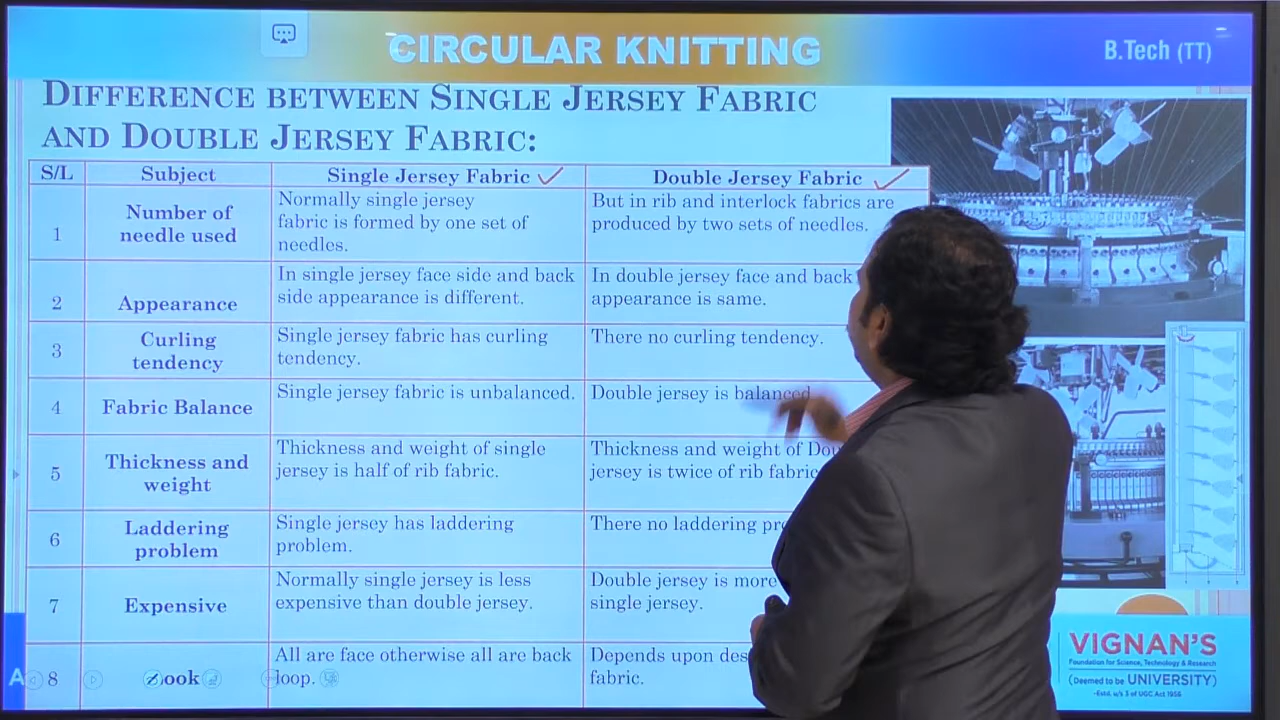 CIRCULAR KNITTING
B.Tech (TT)
DIFFERENCE BETWEEN SINGLE JERSEY FABRIC
AND DOUBLE JERSEY FABRIC:
S/L
Subject
Single Jersey Fabric
Double Jersey Fabric
1
Number of
needle used
Normally single jersey
fabric is formed by one set of
needles.
But in rib and interlock fabrics are
produced by two sets of needles.
2
Appearance
In single jersey face side and back
side appearance is different.
In double jersey face and back
appearance is same.
3
Curling
tendency
Single jersey fabric has curling
tendency.
There no curling tendency.
4
Fabric Balance
Single jersey fabric is unbalanced.
Double jersey is balanced
5
Thickness and
weight
Thickness and weight of single
jersey is half of rib fabric.
Thickness and weight of
jersey is twice of rib fabric
6
Laddering
problem
Single jersey has laddering
problem.
There no laddering
7
Expensive
Normally single jersey is less
expensive than double jersey.
Double jersey is more
single jersey.
8
ook
All are face otherwise all are back
loop.
Depends upon
fabric.
VIGNAN'S
Foundation for Science, Technology & Research
(Deemed to be UNIVERSITY)
-Estd. u/s 3 of UGC Act 1956